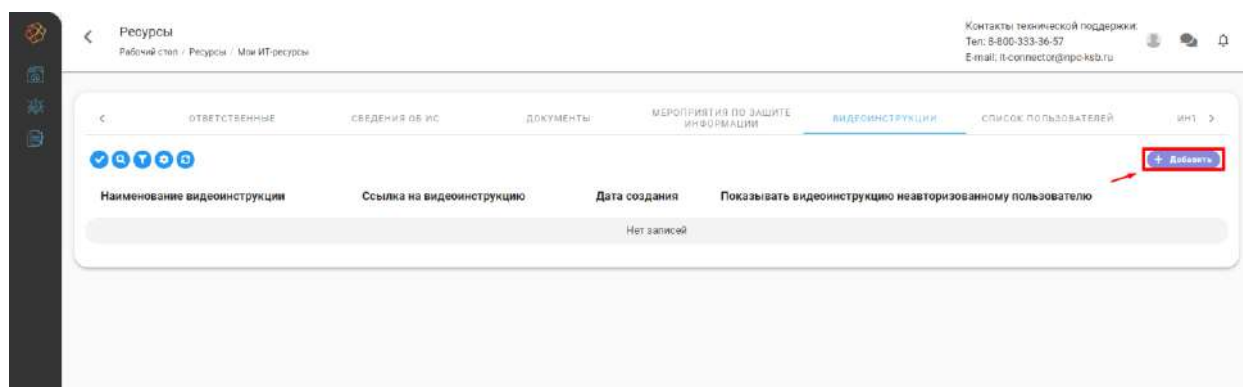 Ресурсы
Рабочий стол / Ресурсы / Мои ИТ-ресурсы
Контакты технической поддержки:
Тел: 8-800-333-36-57
E-mail: it-connector@npc-ksb.ru
ОТВЕТСТВЕННЫЕ
СВЕДЕНИЯ ОБ ИС
ДОКУМЕНТЫ
МЕРОПРИЯТИЯ ПО ЗАЩИТЕ
ИНФОРМАЦИИ
ВИДЕОИНСТРУКЦИИ
СПИСОК ПОЛЬЗОВАТЕЛЕЙ
ИНТ
+ Добавить
Наименование видеоинструкции
Ссылка на видеоинструкцию
Дата создания
Показывать видеоинструкцию неавторизованному пользователю
Нет записей